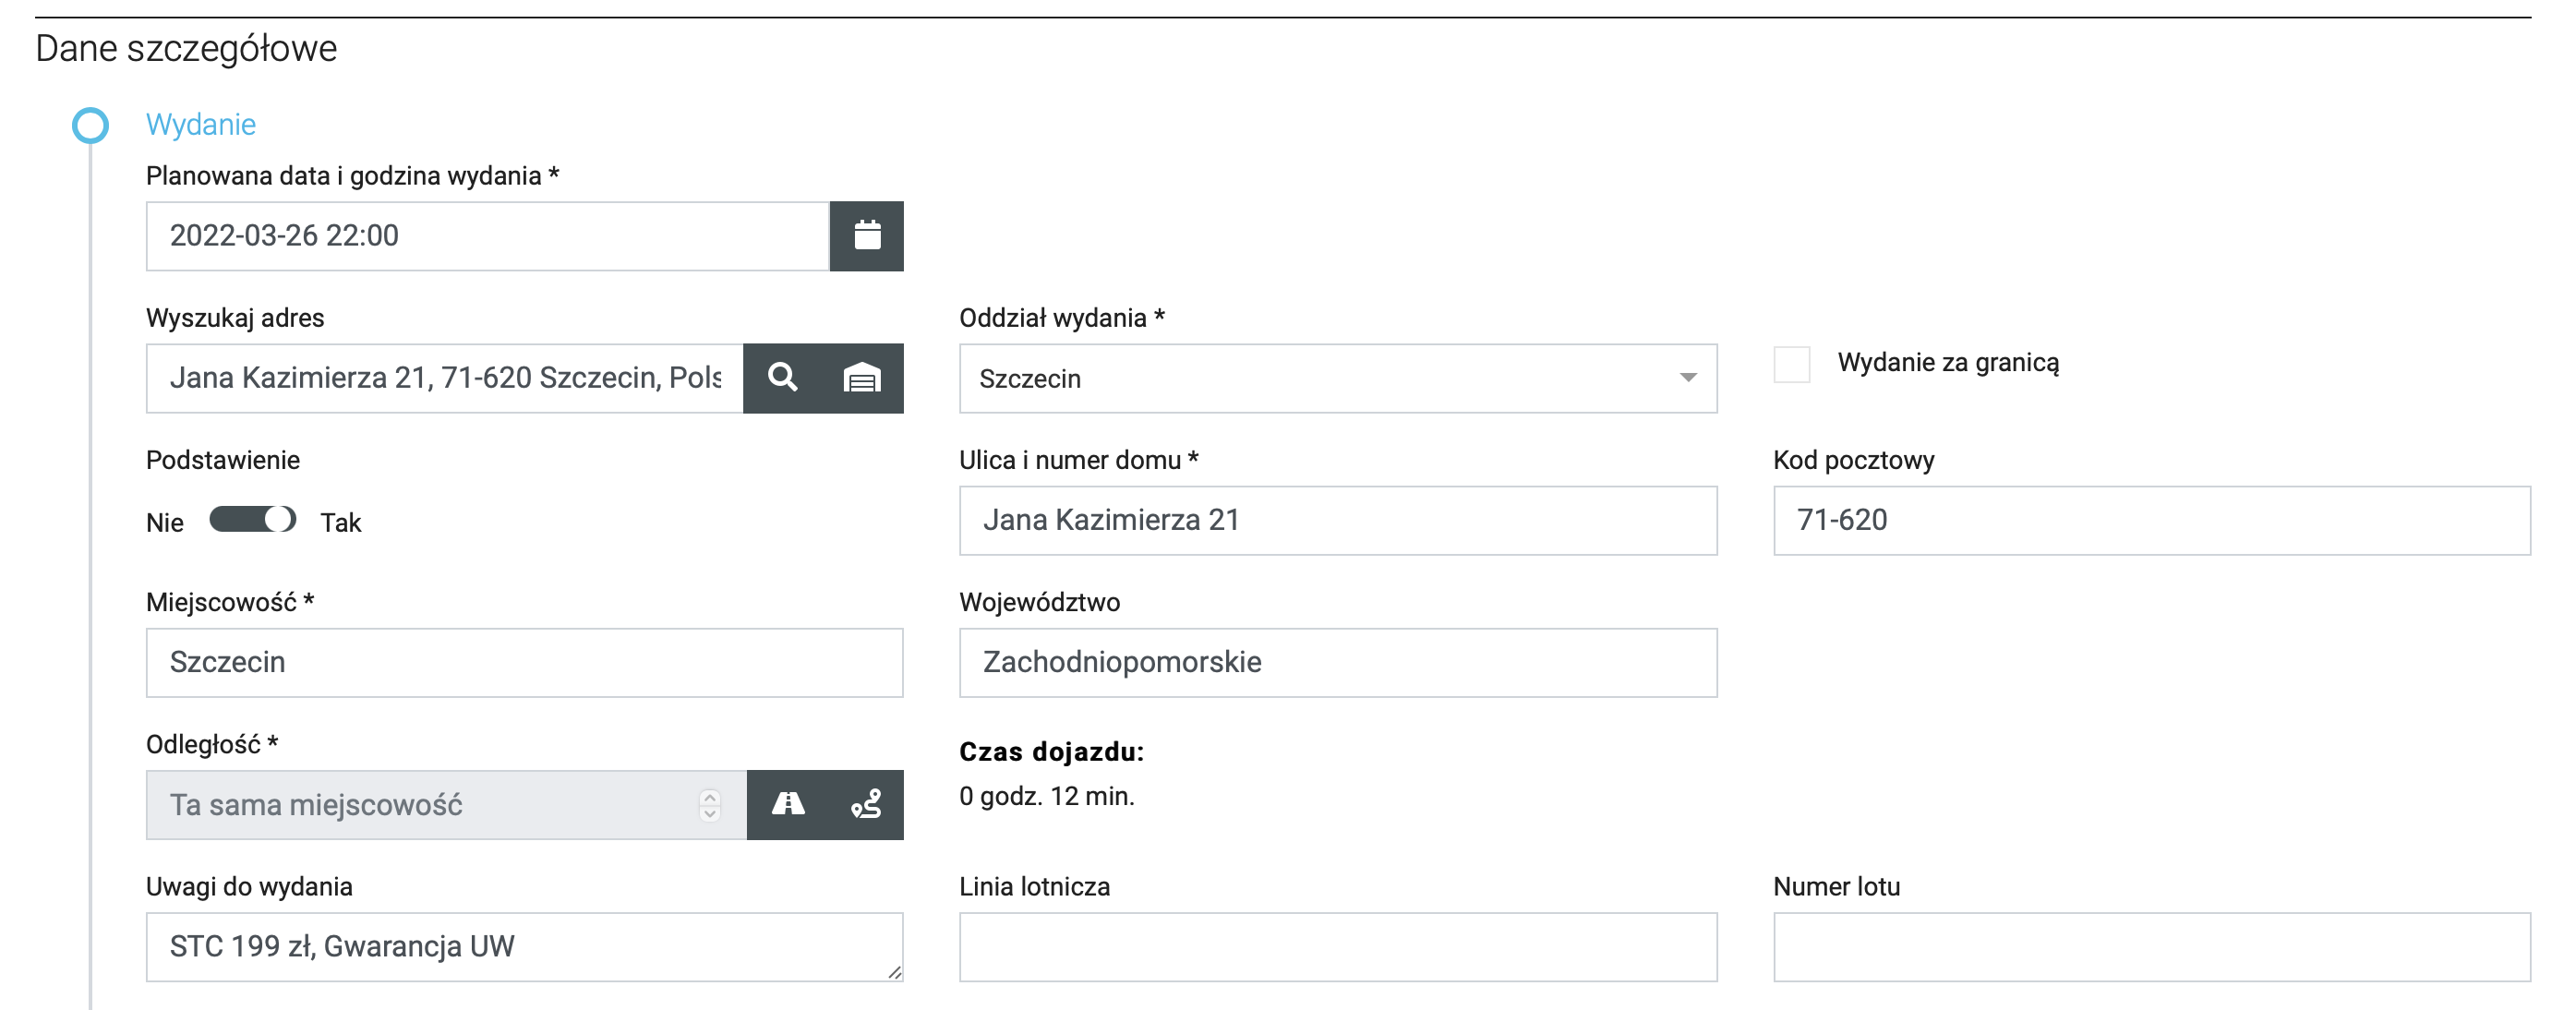 Dane szczegółowe
Wydanie
Planowana data i godzina wydania *
2022-03-26 22:00
Wyszukaj adres
Oddział wydania *
Jana Kazimierza 21, 71-620 Szczecin, Pols
Szczecin
Wydanie za granicą
Podstawienie
Ulica i numer domu *
Kod pocztowy
Nie
Tak
Jana Kazimierza 21
71-620
Miejscowość *
Województwo
Szczecin
Zachodniopomorskie
Odległość *
Czas dojazdu:
Ta sama miejscowość
0 godz. 12 min.
Uwagi do wydania
Linia lotnicza
Numer lotu
STC 199 zł, Gwarancja UW